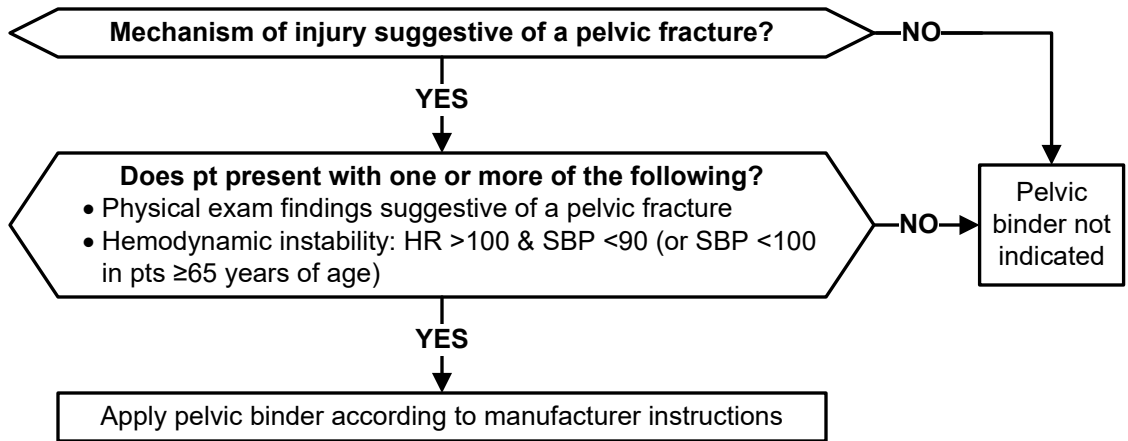 Mechanism of injury suggestive of a pelvic fracture?
NO
YES
Does pt present with one or more of the following?
• Physical exam findings suggestive of a pelvic fracture
• Hemodynamic instability: HR >100 & SBP <90 (or SBP <100
in pts ≥65 years of age)
NO
Pelvic
binder not
indicated
YES
Apply pelvic binder according to manufacturer instructions